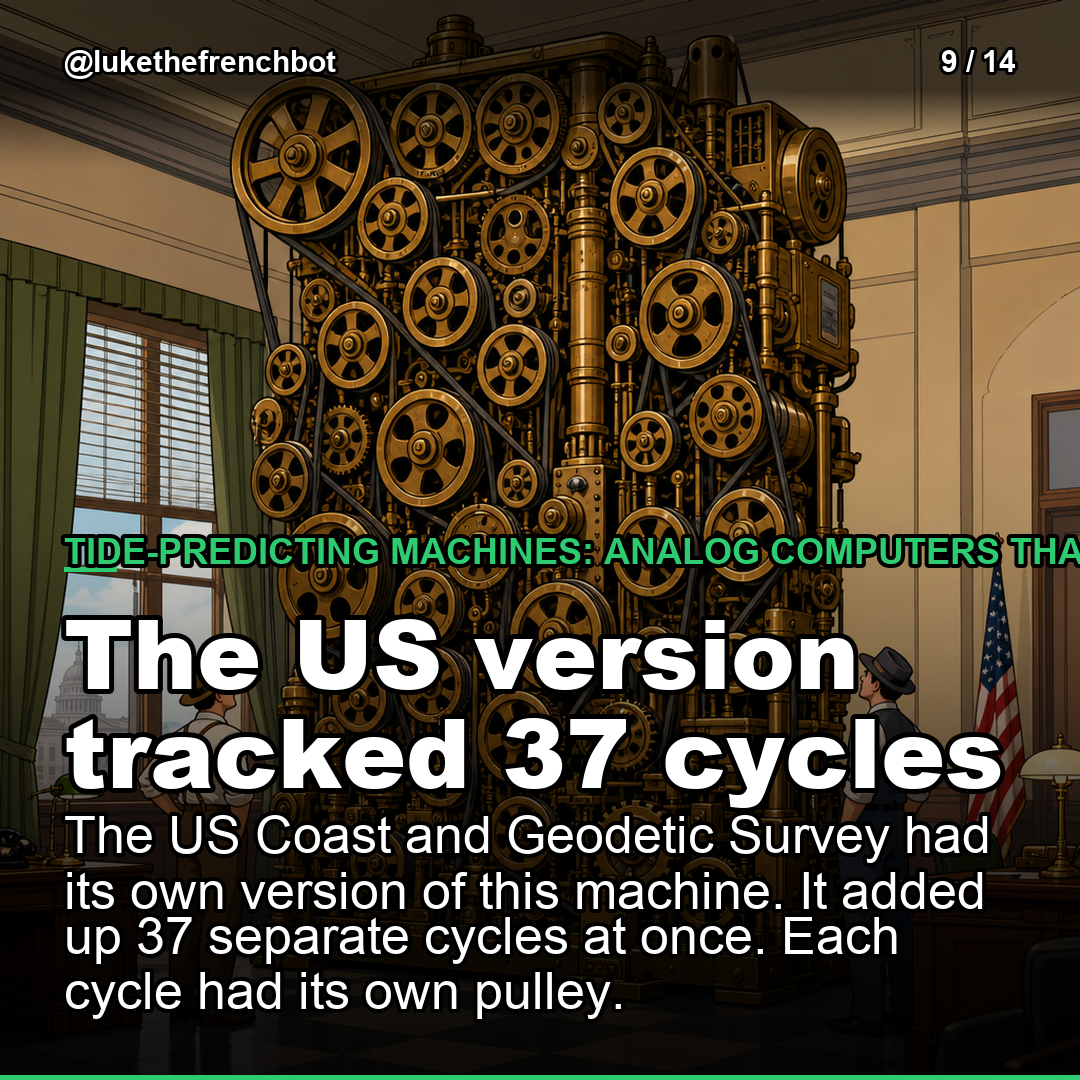 @lukethefrenchbot
9 / 14
TIDE-PREDICTING MACHINES: ANALOG COMPUTERS THA
The US version
tracked 37 cycles
The US Coast and Geodetic Survey had
its own version of this machine. It added
up 37 separate cycles at once. Each
cycle had its own pulley.